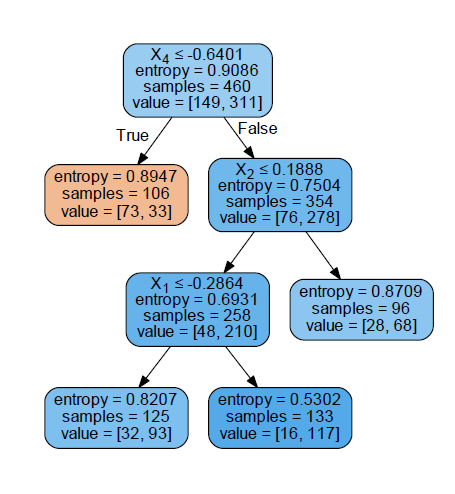 X4 ≤ -0.6401
entropy = 0.9086
samples = 460
value = [149, 311]
True
False
entropy = 0.8947
samples = 106
value = [73, 33]
X2 ≤ 0.1888
entropy = 0.7504
samples = 354
value = [76, 278]
X1 ≤ -0.2864
entropy = 0.6931
samples = 258
value = [48, 210]
entropy = 0.8709
samples = 96
value = [28, 68]
entropy = 0.8207
samples = 125
value = [32, 93]
entropy = 0.5302
samples = 133
value = [16, 117]